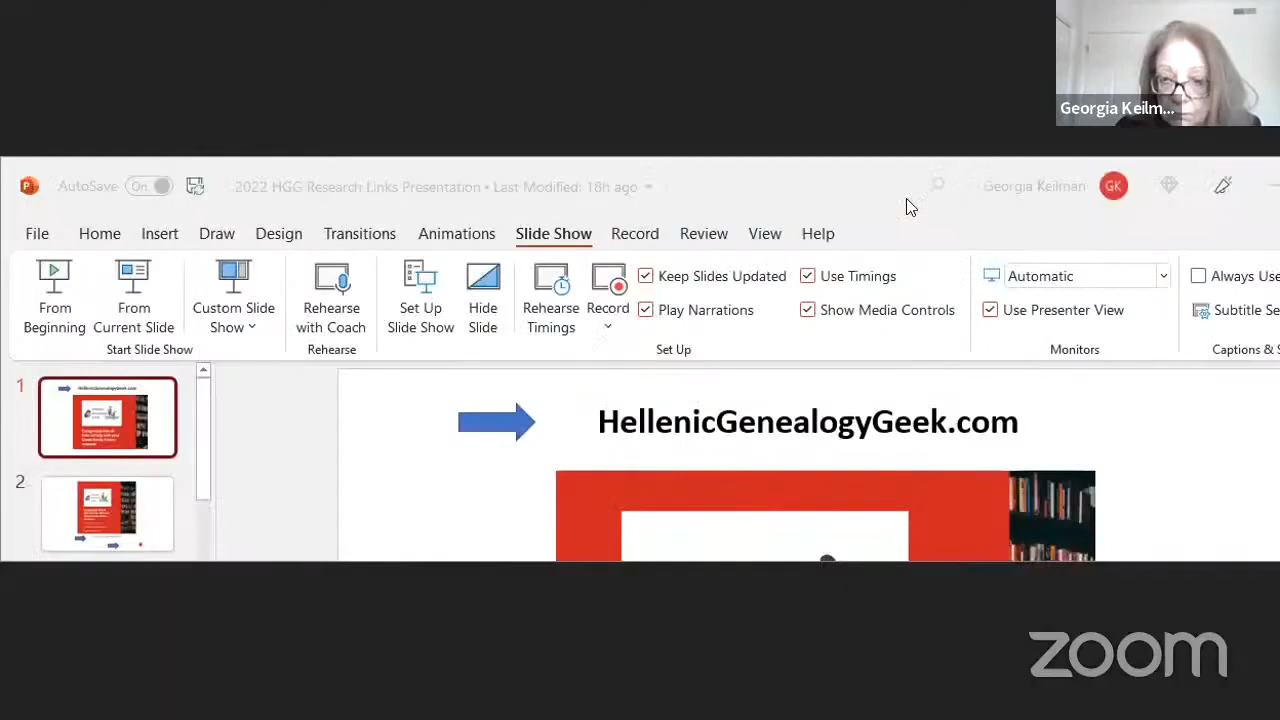 Georgia Keilm...
AutoSave On 2022 HGG Research Links Presentation • Last Modified: 18h ago Georgia Keilman GK
File Home Insert Draw Design Transitions Animations Slide Show Record Review View Help
From Beginning
From Current Slide
Custom Slide Show
Rehearse with Coach
Set Up Slide Show
Hide Slide
Rehearse Timings
Record
Keep Slides Updated
Use Timings
Play Narrations
Show Media Controls
Automatic
Use Presenter View
Always Use
Subtitle Se
Start Slide Show
Rehearse
Set Up
Monitors
Captions & S
1
HellenicGenealogyGeek.com
2
HellenicGenealogyGeek.com
zoom